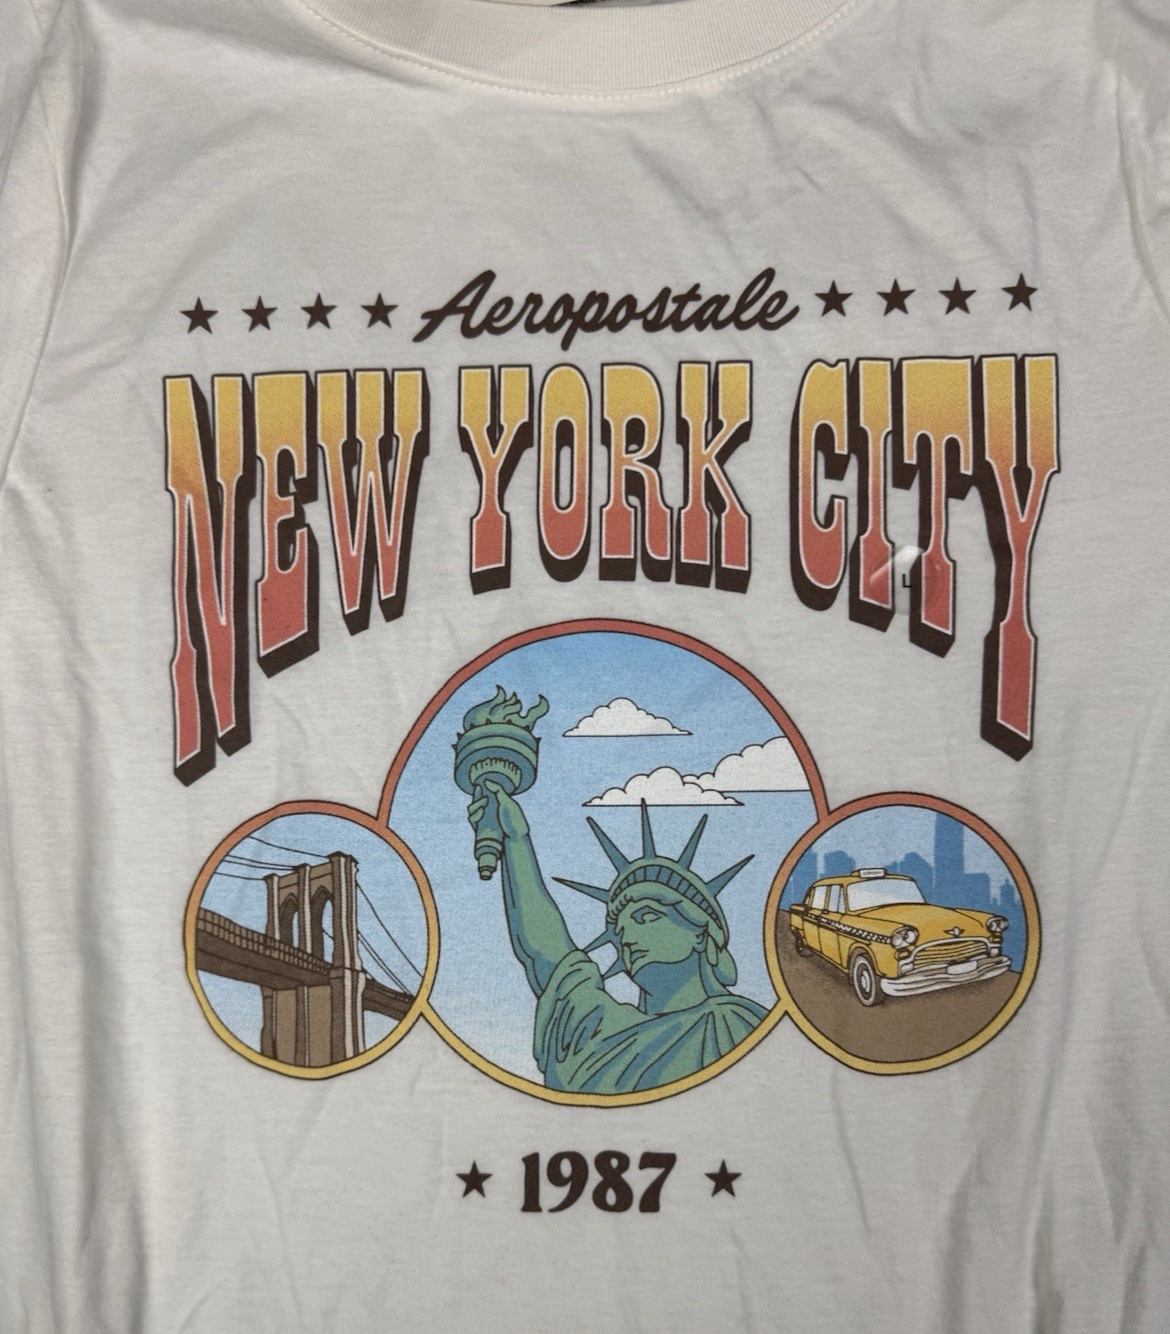 Aeropostale
NEW YORK CITY
L
1987